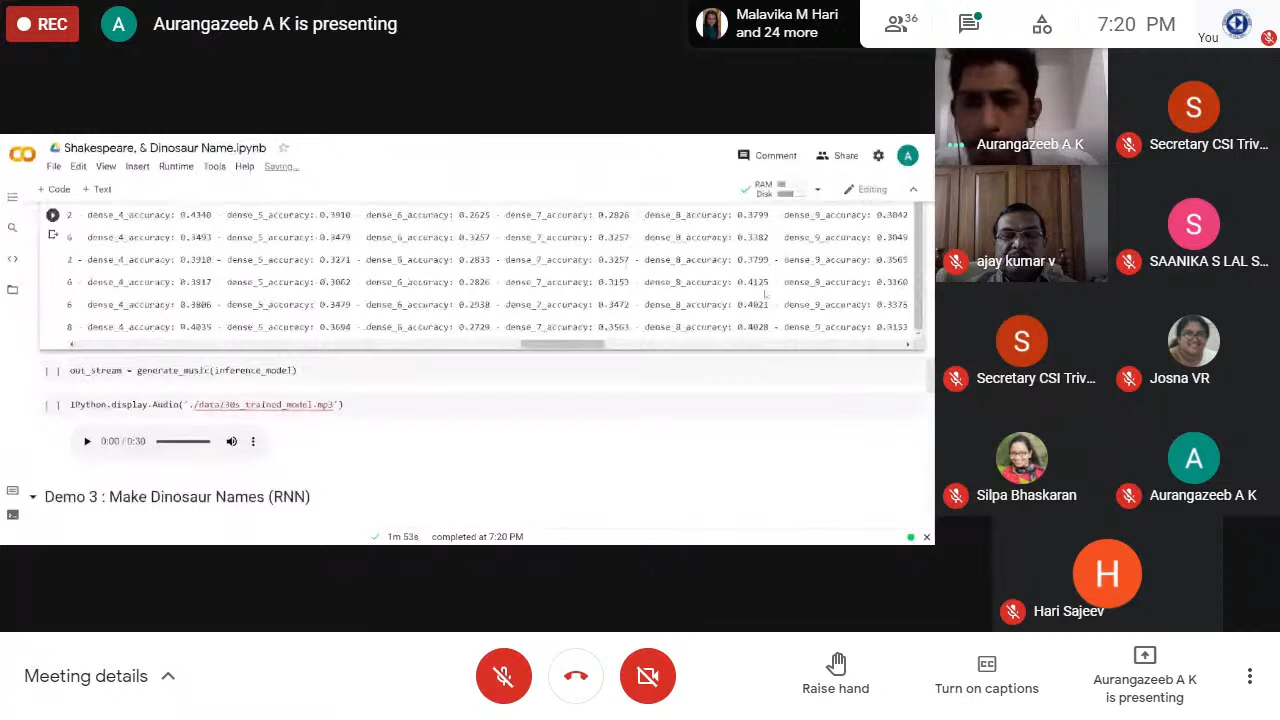 REC
A
Aurangazeeb A K is presenting
Malavika M Hari
and 24 more
36
7:20 PM
You
Shakespeare, & Dinosaur Name.ipynb
File Edit View Insert Runtime Tools Help Saving...
Comment
Share
A
+ Code + Text
RAM
Disk
Editing
2 - dense_4_accuracy: 0.4340 - dense_5_accuracy: 0.3910 - dense_6_accuracy: 0.2625 - dense_7_accuracy: 0.2826 - dense_8_accuracy: 0.3799 - dense_9_accuracy: 0.3042
6 - dense_4_accuracy: 0.3493 - dense_5_accuracy: 0.3479 - dense_6_accuracy: 0.3257 - dense_7_accuracy: 0.3257 - dense_8_accuracy: 0.3382 - dense_9_accuracy: 0.3049
2 - dense_4_accuracy: 0.3910 - dense_5_accuracy: 0.3271 - dense_6_accuracy: 0.2833 - dense_7_accuracy: 0.3257 - dense_8_accuracy: 0.3799 - dense_9_accuracy: 0.3569
6 - dense_4_accuracy: 0.3917 - dense_5_accuracy: 0.3062 - dense_6_accuracy: 0.2826 - dense_7_accuracy: 0.3153 - dense_8_accuracy: 0.4125 - dense_9_accuracy: 0.3160
6 - dense_4_accuracy: 0.3806 - dense_5_accuracy: 0.3479 - dense_6_accuracy: 0.2938 - dense_7_accuracy: 0.3472 - dense_8_accuracy: 0.4021 - dense_9_accuracy: 0.3375
8 - dense_4_accuracy: 0.4035 - dense_5_accuracy: 0.3694 - dense_6_accuracy: 0.2729 - dense_7_accuracy: 0.3563 - dense_8_accuracy: 0.4028 - dense_9_accuracy: 0.3153
[ ] out_stream = generate_music(inference_model)
[ ] IPython.display.Audio('./data/30s_trained_model.mp3')
0:00 / 0:30
Demo 3 : Make Dinosaur Names (RNN)
1m 53s completed at 7:20 PM
Aurangazeeb A K
S
Secretary CSI Triv...
ajay kumar v
S
SAANIKA S LAL S...
S
Secretary CSI Triv...
Josna VR
Silpa Bhaskaran
A
Aurangazeeb A K
H
Hari Sajeev
Meeting details
Raise hand
CC
Turn on captions
Aurangazeeb A K
is presenting